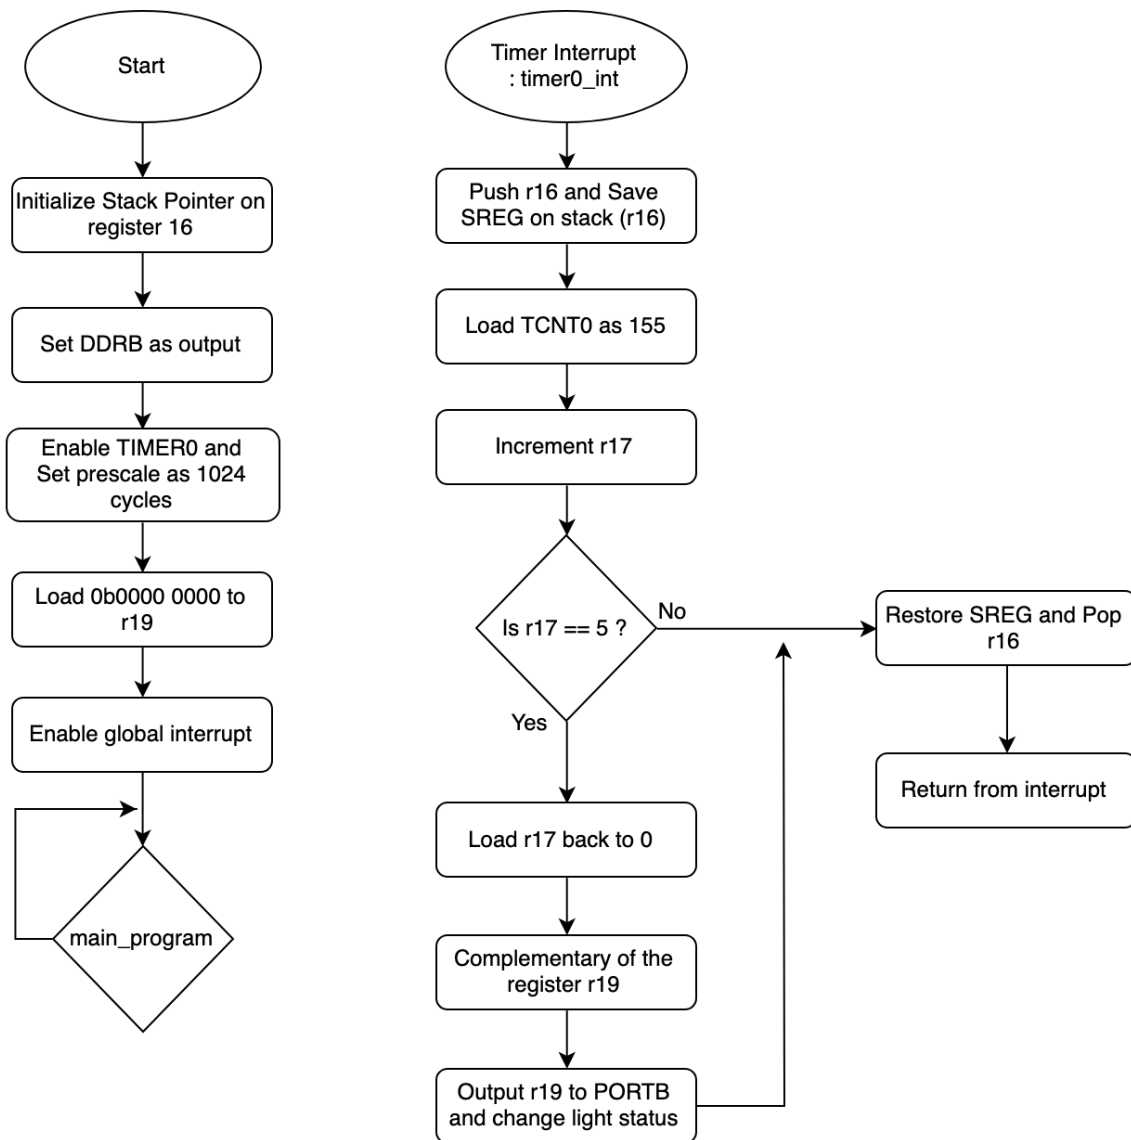 Start
Initialize Stack Pointer on
register 16
Set DDRB as output
Enable TIMER0 and
Set prescale as 1024
cycles
Load 0b0000 0000 to
r19
Enable global interrupt
main_program
Timer Interrupt
: timer0_int
Push r16 and Save
SREG on stack (r16)
Load TCNT0 as 155
Increment r17
Is r17 == 5 ?
No
Yes
Restore SREG and Pop
r16
Return from interrupt
Load r17 back to 0
Complementary of the
register r19
Output r19 to PORTB
and change light status